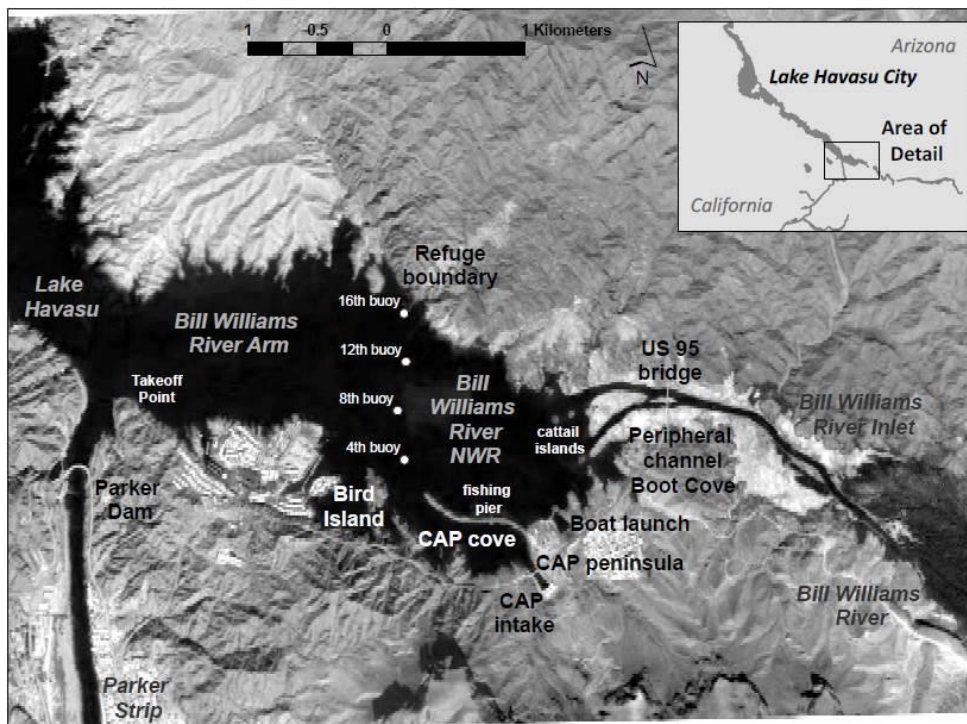 1 0.5 0 1 Kilometers
N
Arizona
Lake Havasu City
Area of
Detail
California
Refuge
boundary
16th buoy
Lake
Havasu
Bill Williams
River Arm
12th buoy
US 95
bridge
Takeoff
Point
8th buoy
Bill
Williams
River
NWR
cattail
islands
Bill Williams
River Inlet
Peripheral
channel
Boot Cove
4th buoy
Parker
Dam
Bird
Island
fishing
pier
CAP cove
Boat launch
CAP peninsula
CAP
intake
Bill Williams
River
Parker
Strip